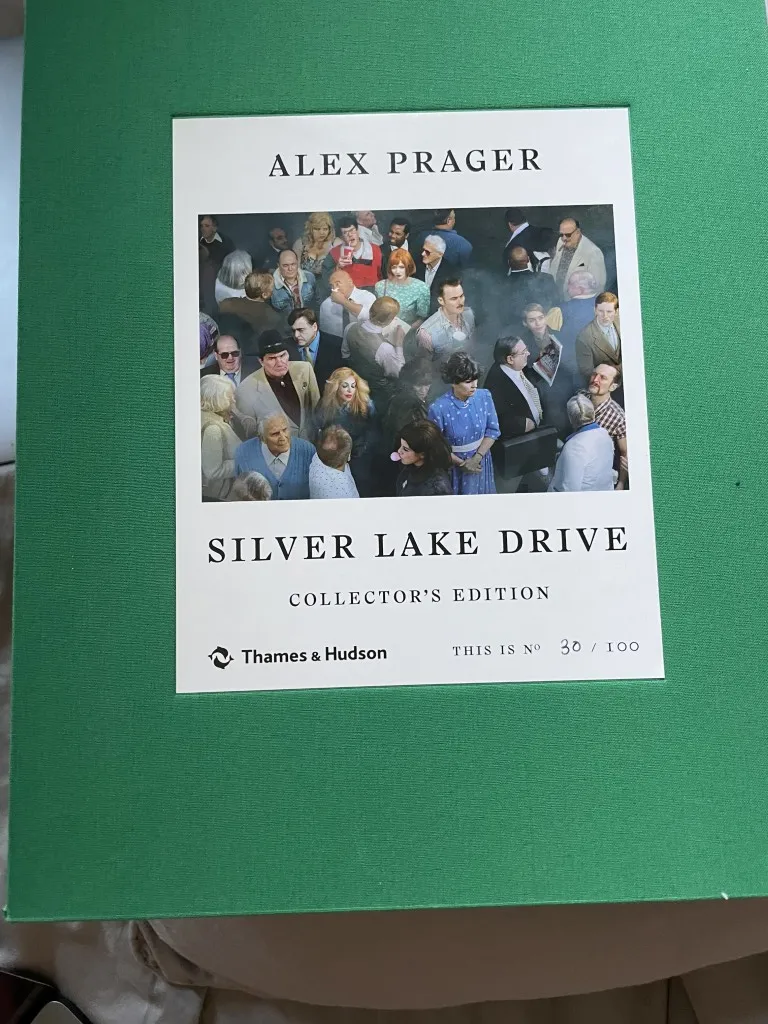 ALEX PRAGER
SILVER LAKE DRIVE
COLLECTOR'S EDITION
Thames & Hudson
THIS IS Nº 30 / 100